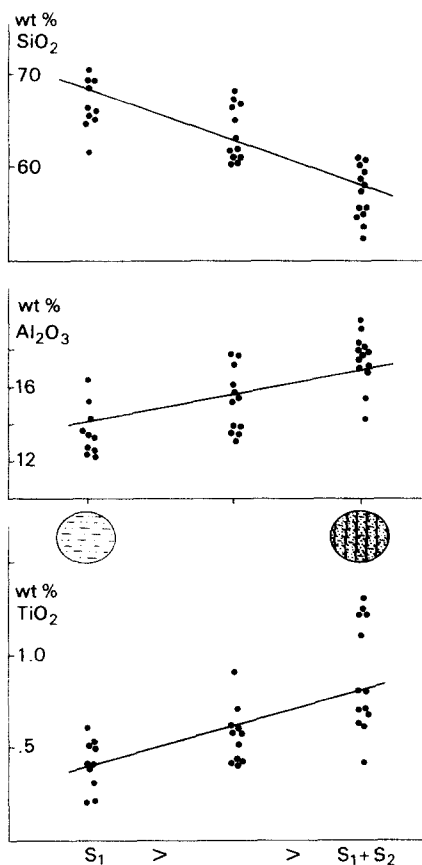 wt %
SiO₂
70
60
wt %
Al₂O₃
16
12
wt %
TiO₂
1.0
.5
S₁ > > S₁+S₂